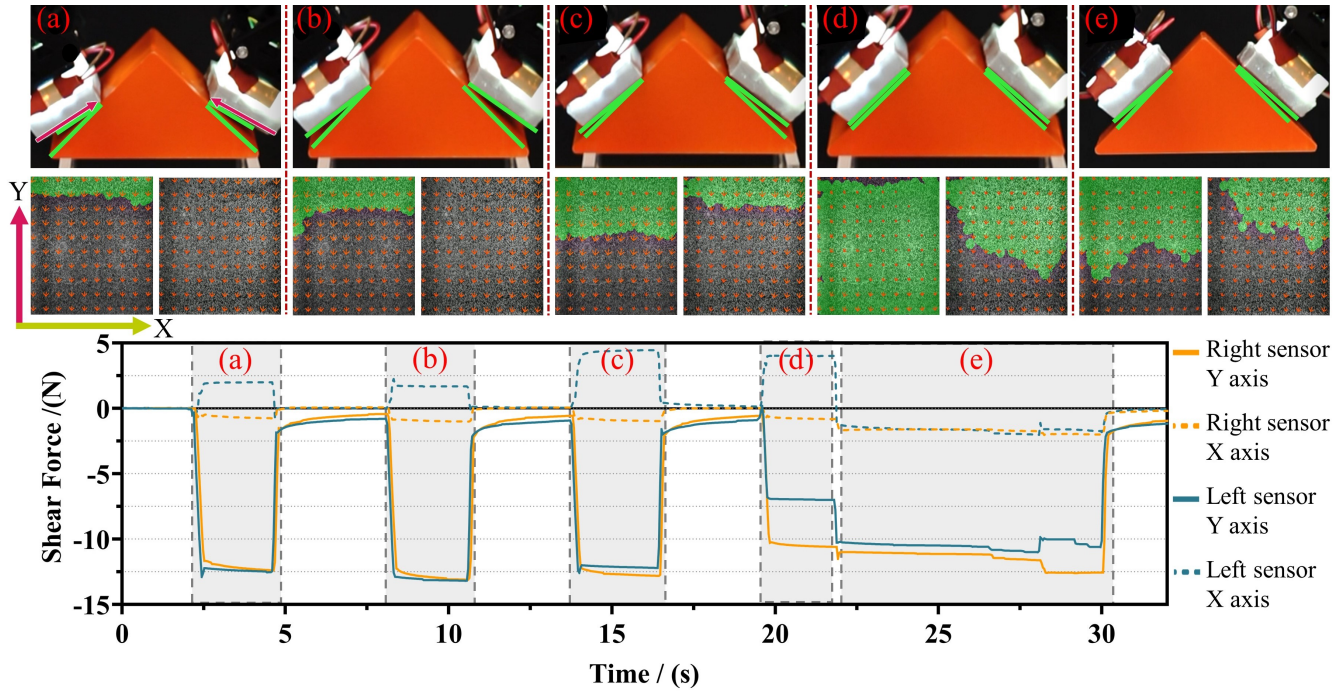 (a)
(b)
(c)
(d)
(e)
Y
X
5
0
-5
-10
-15
Shear Force /(N)
(a)
(b)
(c)
(d)
(e)
0
5
10
15
20
25
30
Time / (s)
Right sensor
Y axis
Right sensor
X axis
Left sensor
Y axis
Left sensor
X axis